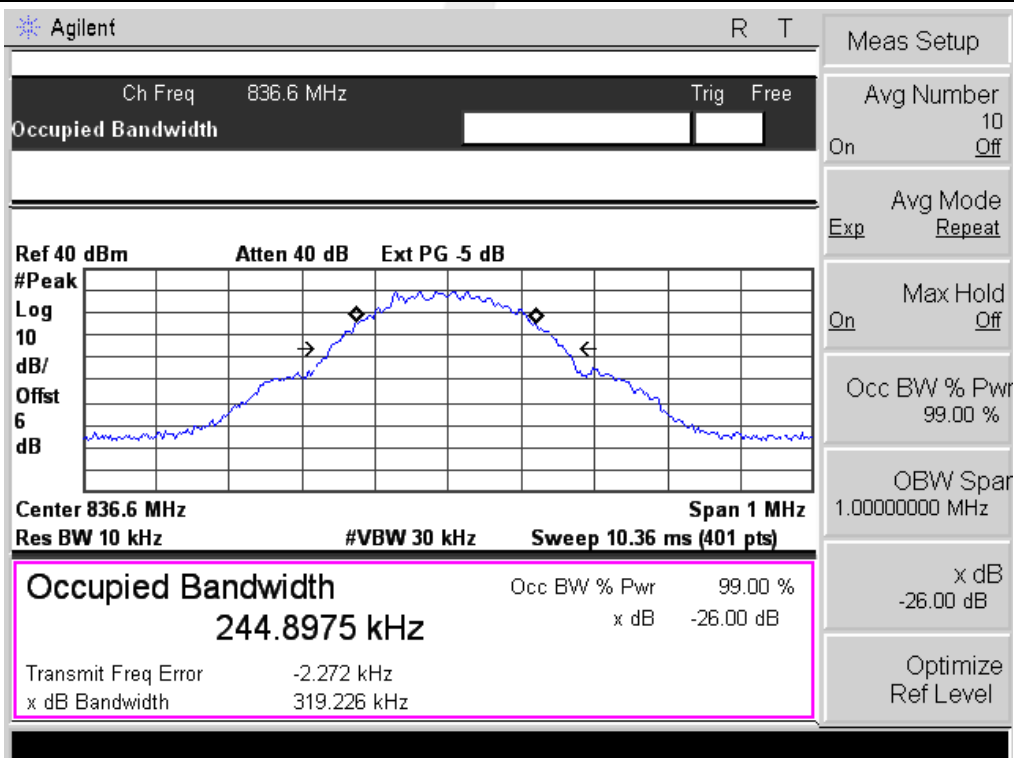 Agilent R T
Ch Freq 836.6 MHz Trig Free
Occupied Bandwidth
Ref 40 dBm Atten 40 dB Ext PG -5 dB
#Peak
Log
10
dB/
Offst
6
dB
Center 836.6 MHz Span 1 MHz
Res BW 10 kHz #VBW 30 kHz Sweep 10.36 ms (401 pts)
Occupied Bandwidth Occ BW % Pwr 99.00 %
244.8975 kHz x dB -26.00 dB
Transmit Freq Error -2.272 kHz
x dB Bandwidth 319.226 kHz
Meas Setup
Avg Number
10
On Off
Avg Mode
Exp Repeat
Max Hold
On Off
Occ BW % Pwr
99.00 %
OBW Span
1.00000000 MHz
x dB
-26.00 dB
Optimize
Ref Level